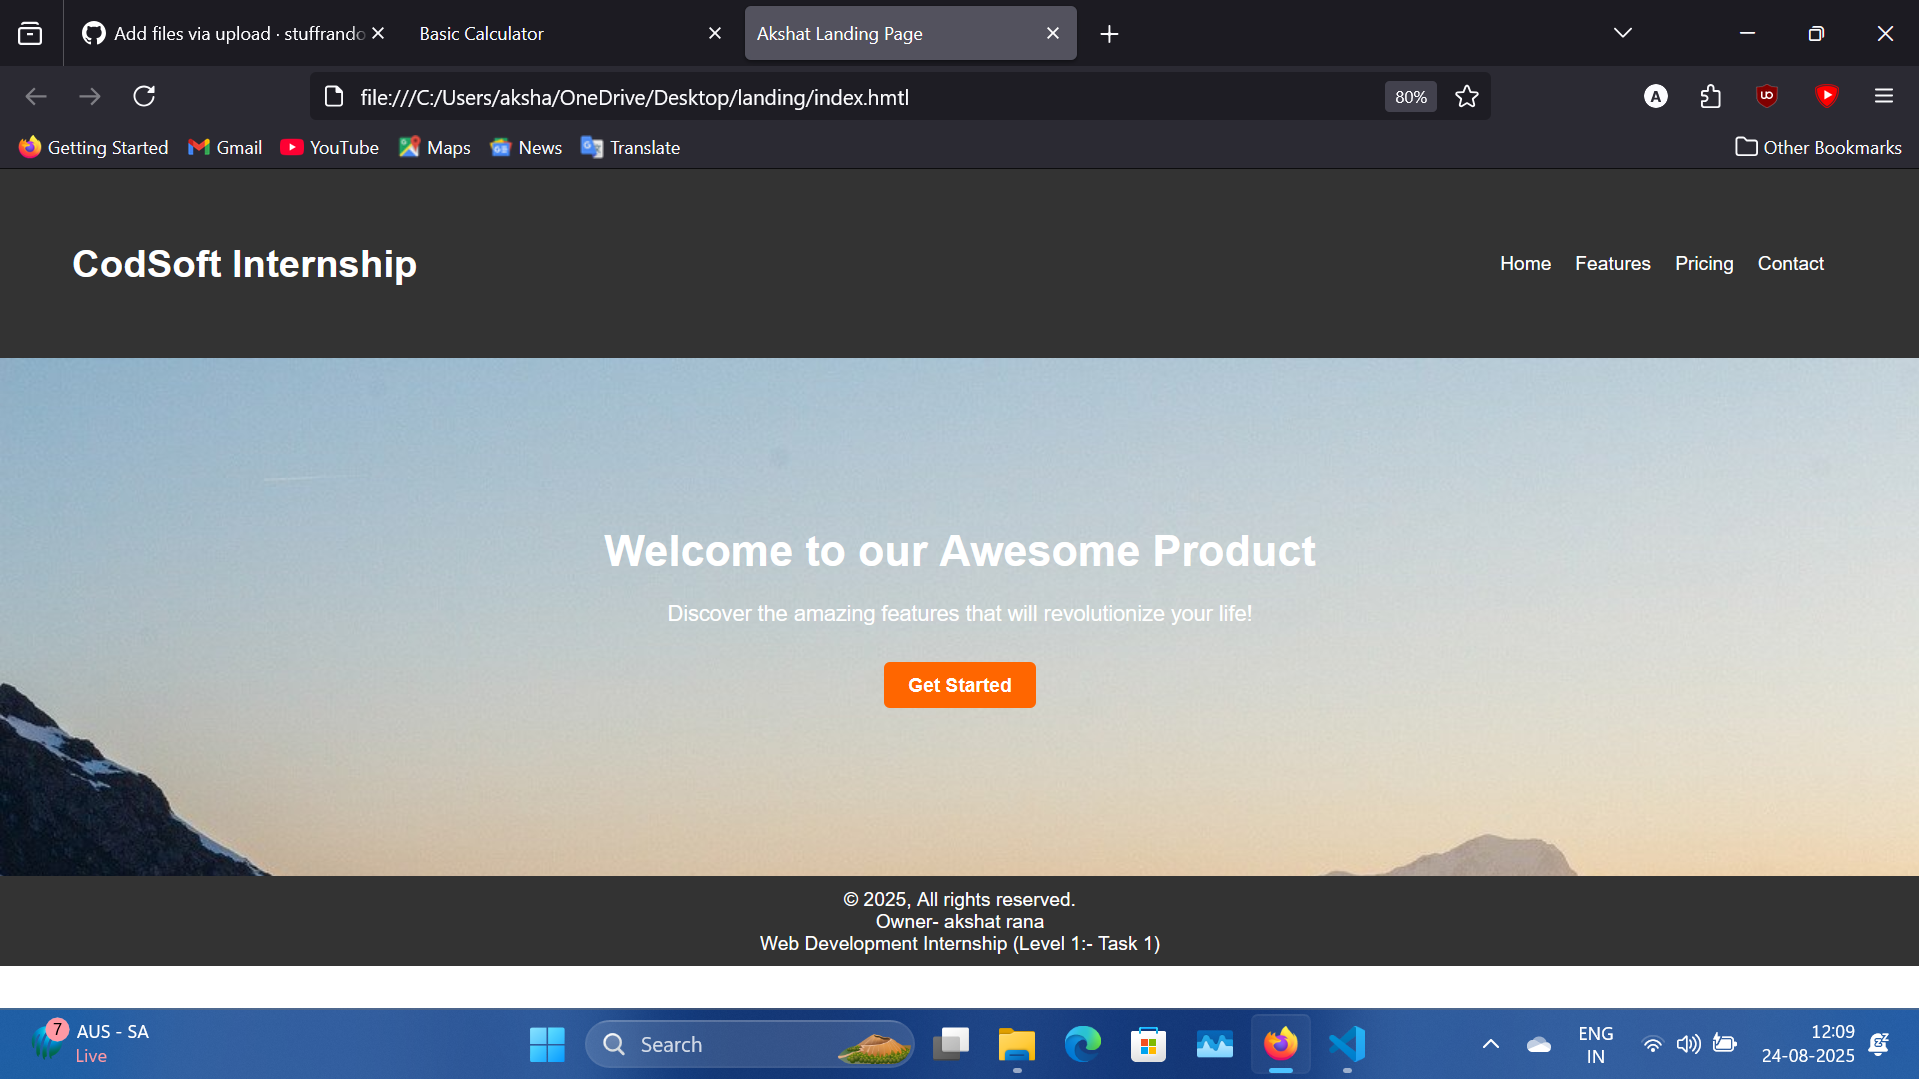 Add files via upload · stuffrando
Basic Calculator
Akshat Landing Page
file:///C:/Users/aksha/OneDrive/Desktop/landing/index.hmtl
80%
A
Getting Started
Gmail
YouTube
Maps
News
Translate
Other Bookmarks
CodSoft Internship
Home
Features
Pricing
Contact
Welcome to our Awesome Product
Discover the amazing features that will revolutionize your life!
Get Started
© 2025, All rights reserved.
Owner- akshat rana
Web Development Internship (Level 1:- Task 1)
7
AUS - SA
Live
Search
ENG
IN
12:09
24-08-2025